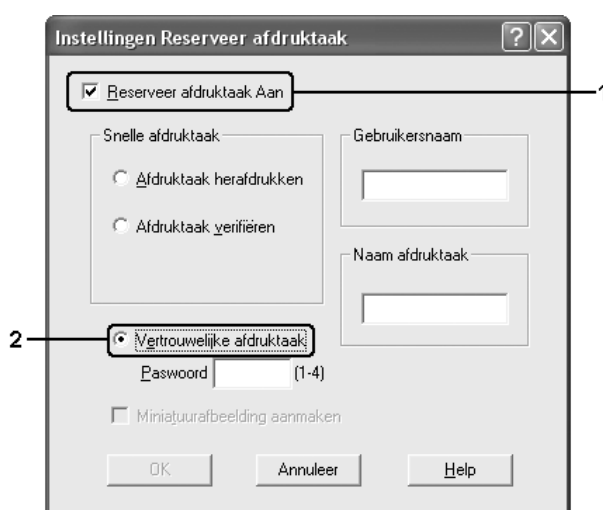 Instellingen Reserveer afdruktaak
Reserveer afdruktaak Aan
1
Snelle afdruktaak
Afdruktaak herafdrukken
Afdruktaak verifiëren
Gebruikersnaam
Naam afdruktaak
2
Vertrouwelijke afdruktaak
Paswoord (1-4)
Miniatuurafbeelding aanmaken
OK Annuleer Help